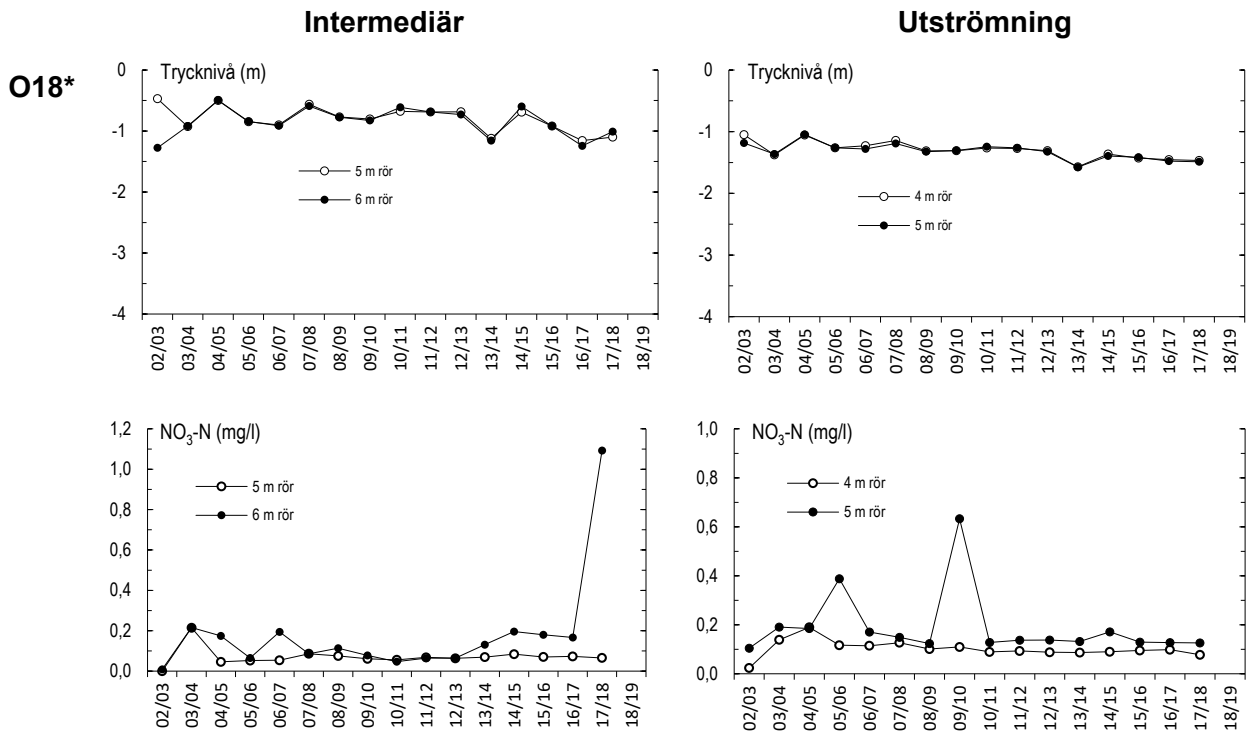 Intermediär
Utströmning
O18*
Trycknivå (m)
0
-1
-2
-3
-4
5 m rör
6 m rör
02/03 03/04 04/05 05/06 06/07 07/08 08/09 09/10 10/11 11/12 12/13 13/14 14/15 15/16 16/17 17/18 18/19
Trycknivå (m)
0
-1
-2
-3
-4
4 m rör
5 m rör
02/03 03/04 04/05 05/06 06/07 07/08 08/09 09/10 10/11 11/12 12/13 13/14 14/15 15/16 16/17 17/18 18/19
NO3-N (mg/l)
1,2
1,0
0,8
0,6
0,4
0,2
0,0
5 m rör
6 m rör
02/03 03/04 04/05 05/06 06/07 07/08 08/09 09/10 10/11 11/12 12/13 13/14 14/15 15/16 16/17 17/18 18/19
NO3-N (mg/l)
1,0
0,8
0,6
0,4
0,2
0,0
4 m rör
5 m rör
02/03 03/04 04/05 05/06 06/07 07/08 08/09 09/10 10/11 11/12 12/13 13/14 14/15 15/16 16/17 17/18 18/19